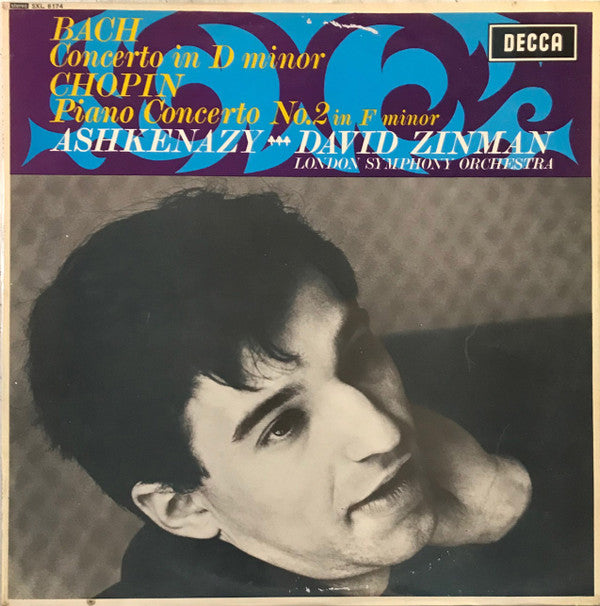 Stereo SXL 6174
BACH
Concerto in D minor
CHOPIN
Piano Concerto No.2 in F minor
ASHKENAZY DAVID ZINMAN
LONDON SYMPHONY ORCHESTRA
DECCA